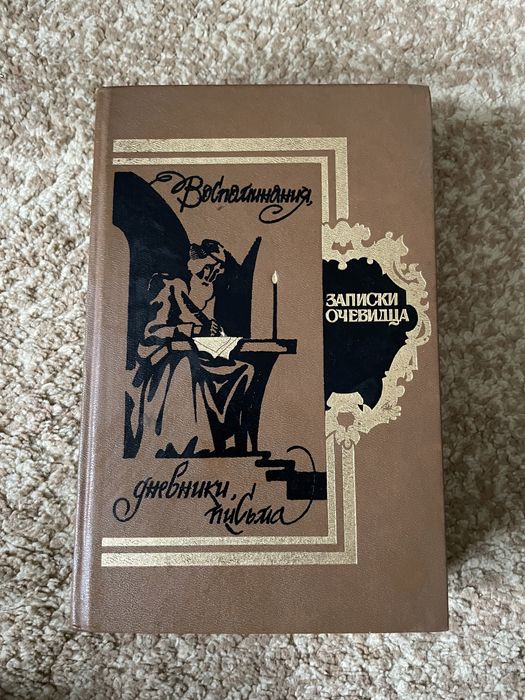 Воспоминания,
ЗАПИСКИ
ОЧЕВИДЦА
дневники,
письма